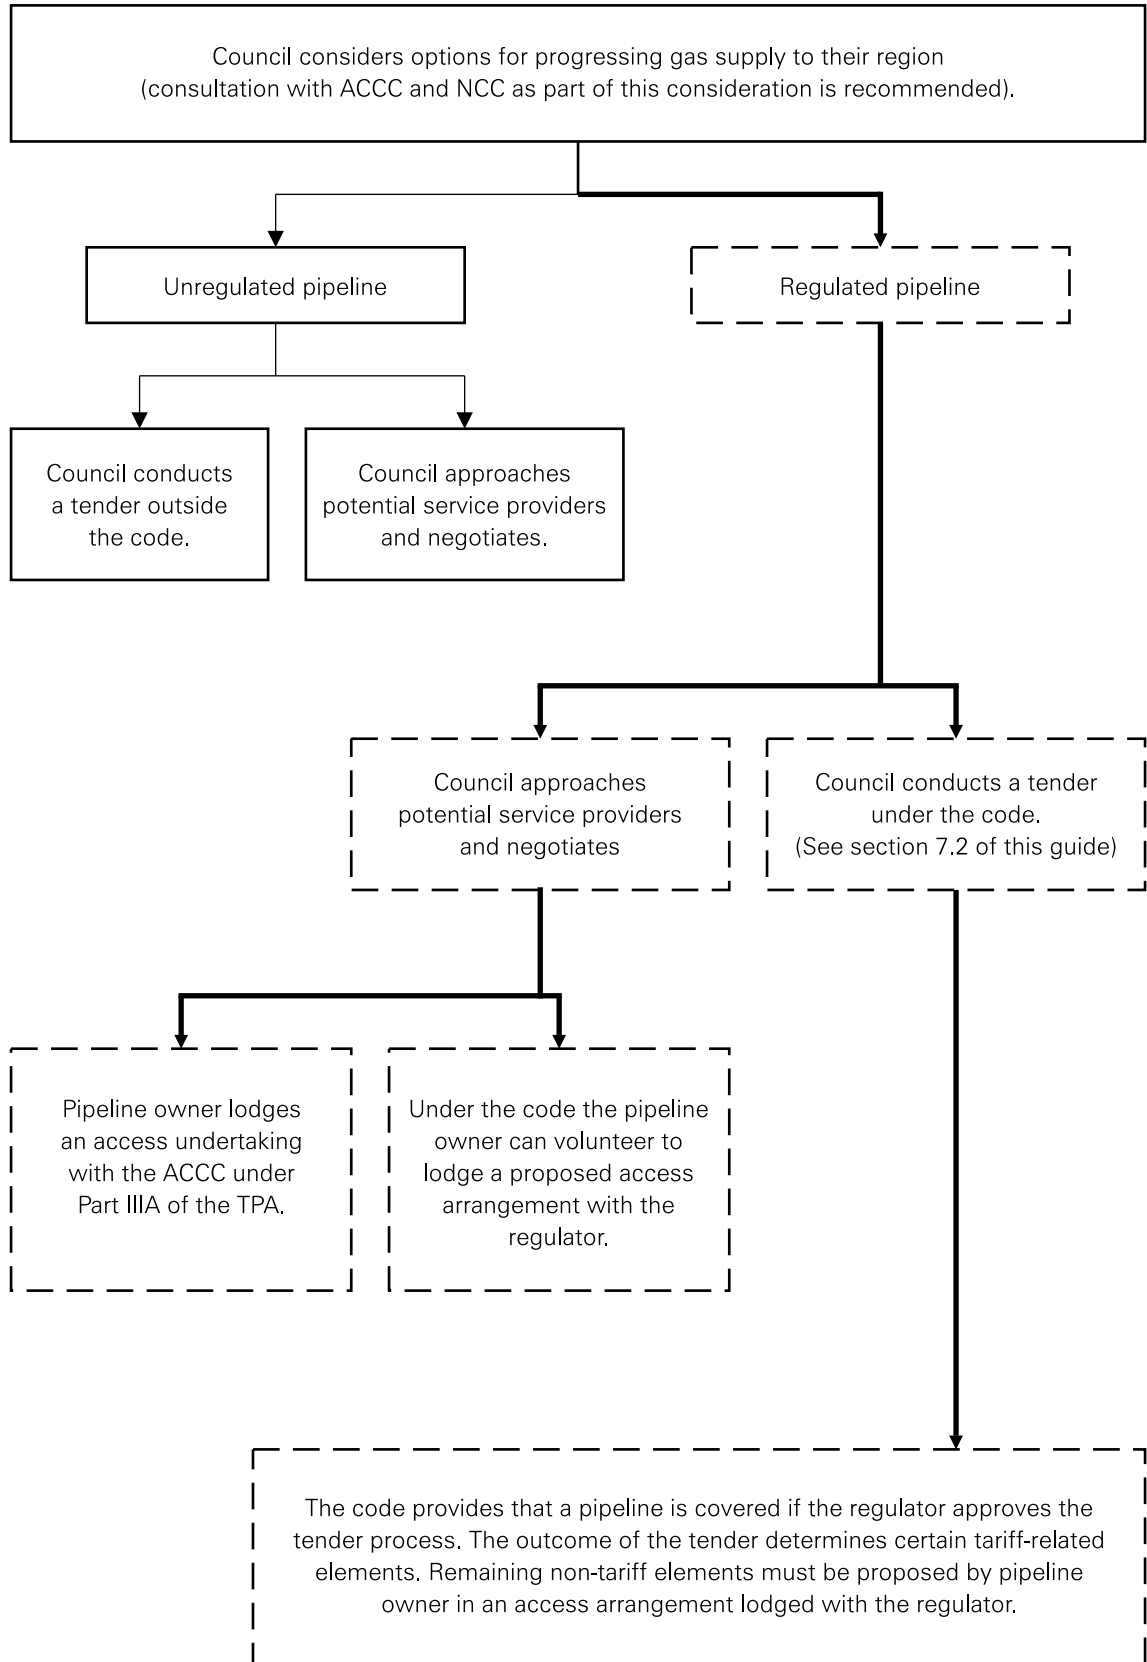 Council considers options for progressing gas supply to their region
(consultation with ACCC and NCC as part of this consideration is recommended).
Unregulated pipeline
Regulated pipeline
Council conducts
a tender outside
the code.
Council approaches
potential service providers
and negotiates.
Council approaches
potential service providers
and negotiates
Council conducts a tender
under the code.
(See section 7.2 of this guide)
Pipeline owner lodges
an access undertaking
with the ACCC under
Part IIIA of the TPA.
Under the code the pipeline
owner can volunteer to
lodge a proposed access
arrangement with the
regulator.
The code provides that a pipeline is covered if the regulator approves the
tender process. The outcome of the tender determines certain tariff-related
elements. Remaining non-tariff elements must be proposed by pipeline
owner in an access arrangement lodged with the regulator.